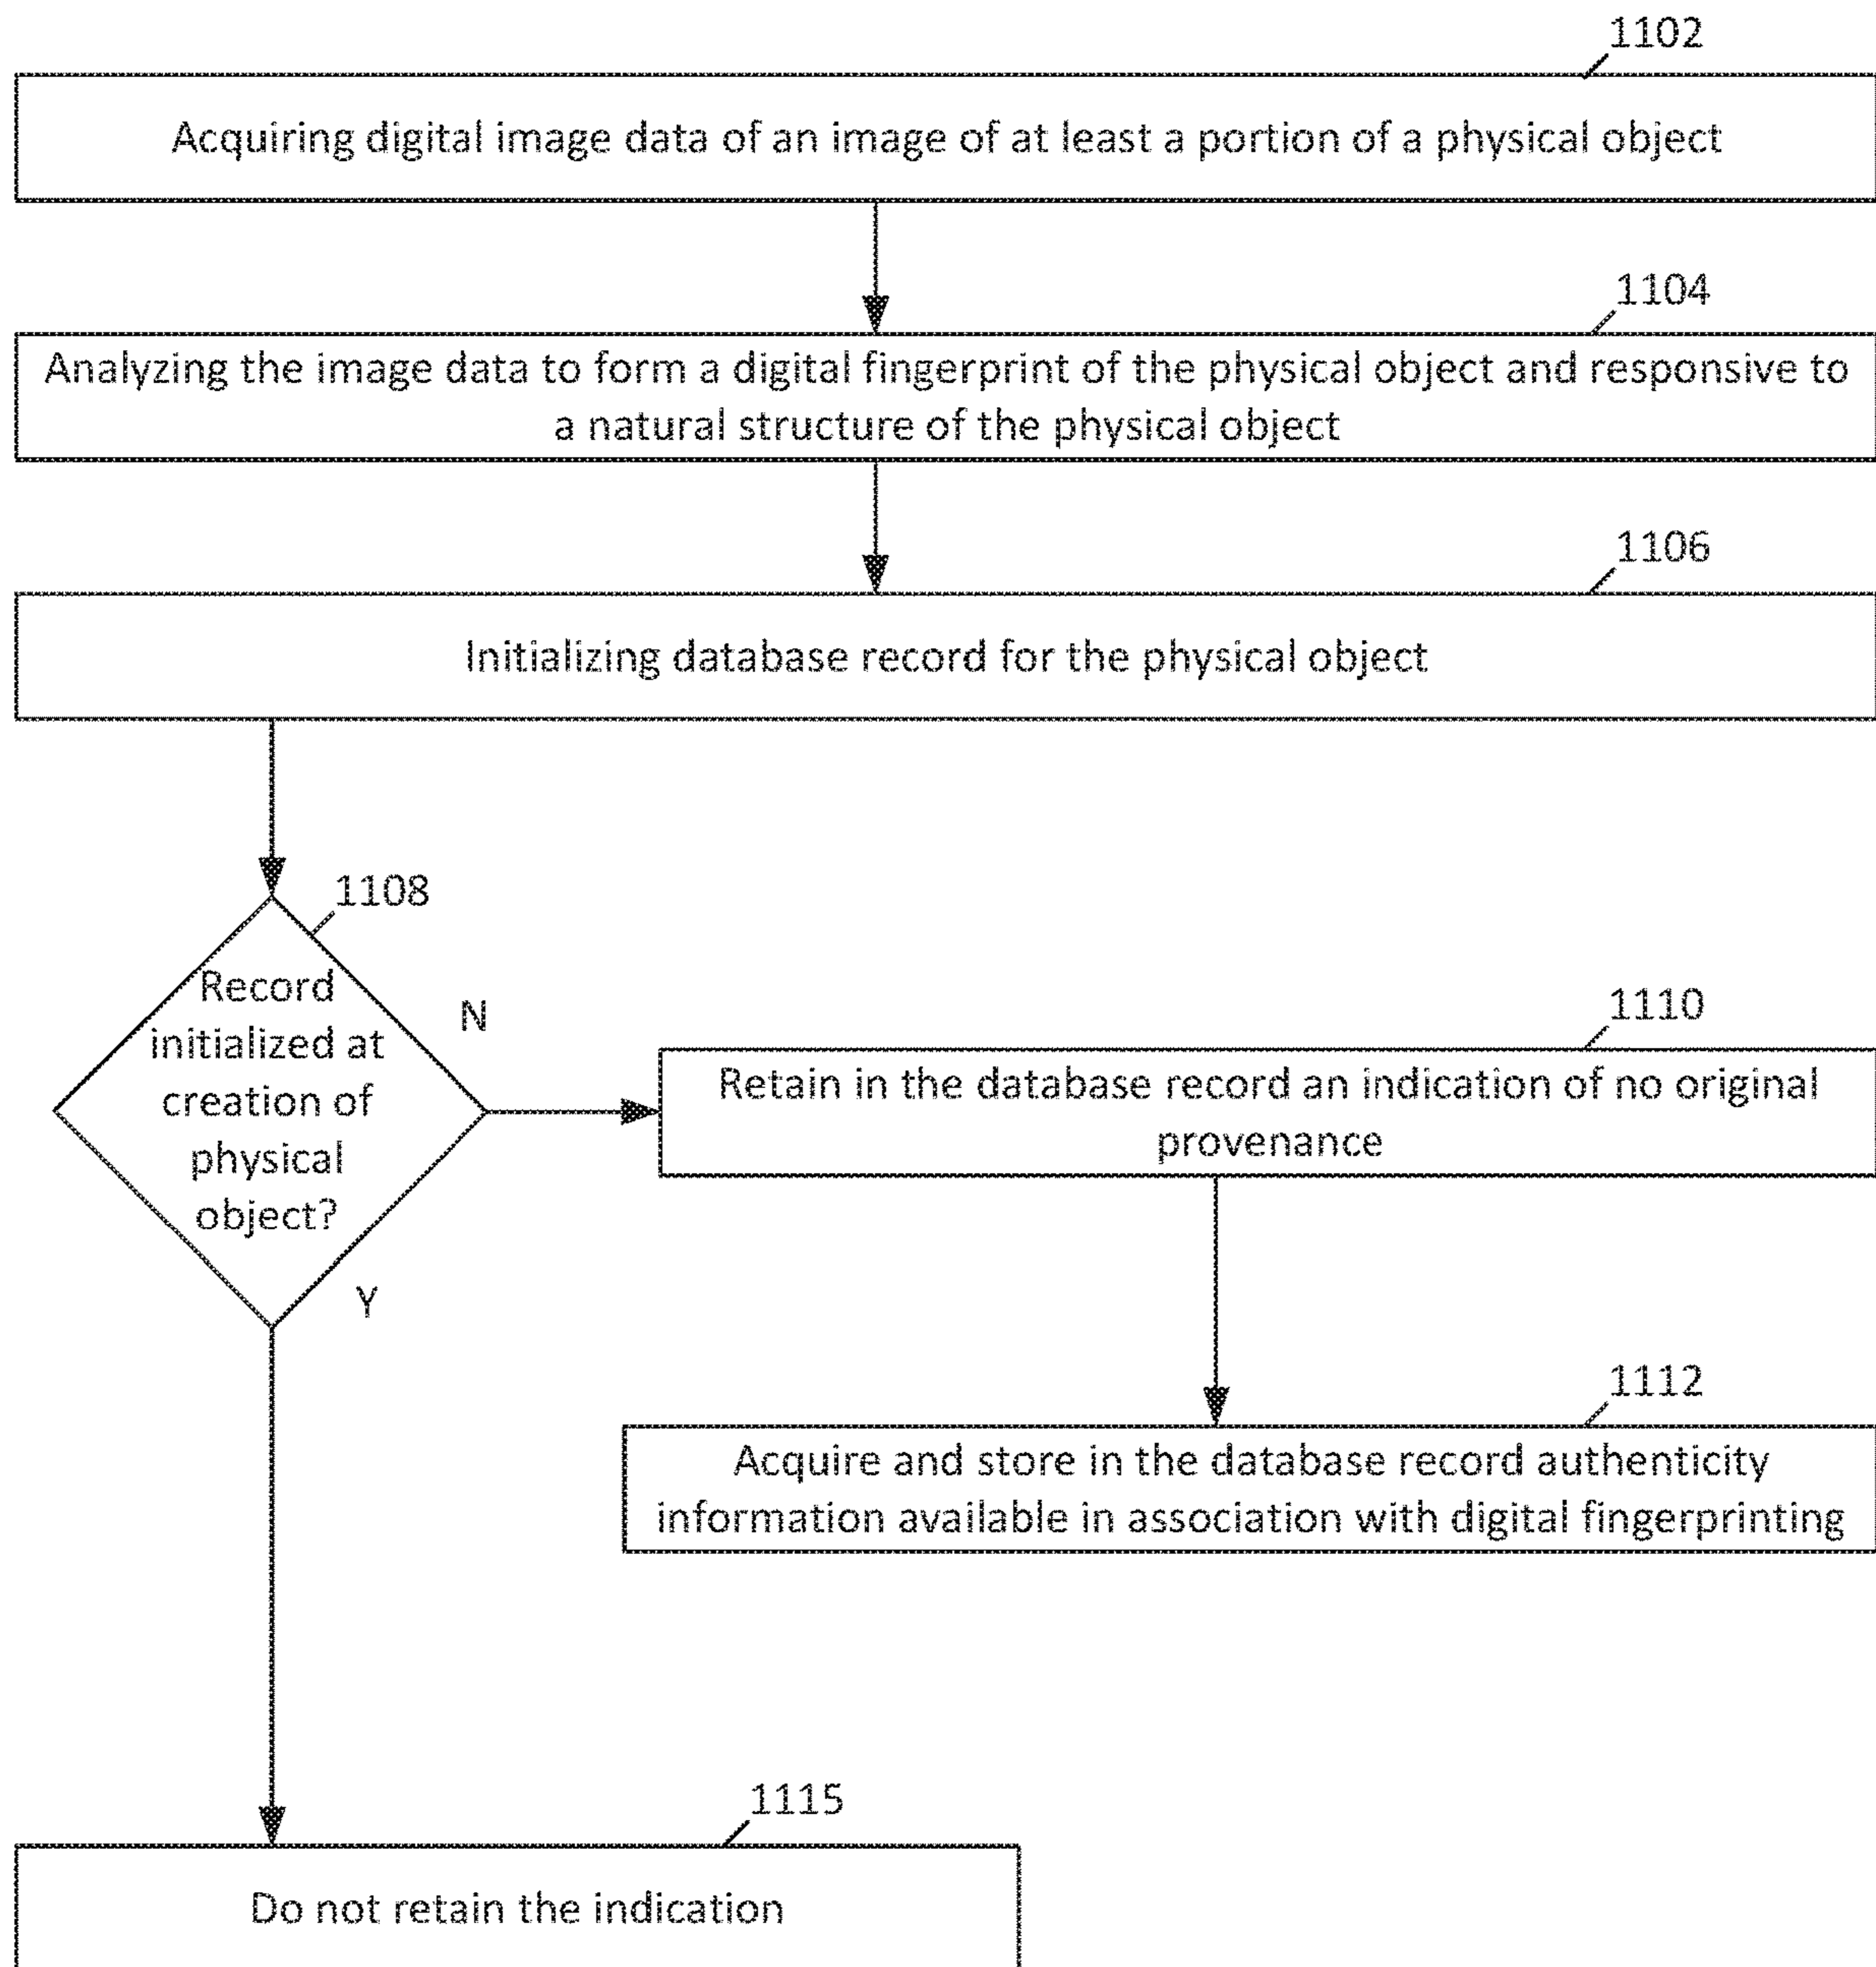 1102
Acquiring digital image data of an image of at least a portion of a physical object
1104
Analyzing the image data to form a digital fingerprint of the physical object and responsive to
a natural structure of the physical object
1106
Initializing database record for the physical object
1108
Record
initialized at
creation of
physical
object?
N
Y
1110
Retain in the database record an indication of no original
provenance
1112
Acquire and store in the database record authenticity
information available in association with digital fingerprinting
1115
Do not retain the indication